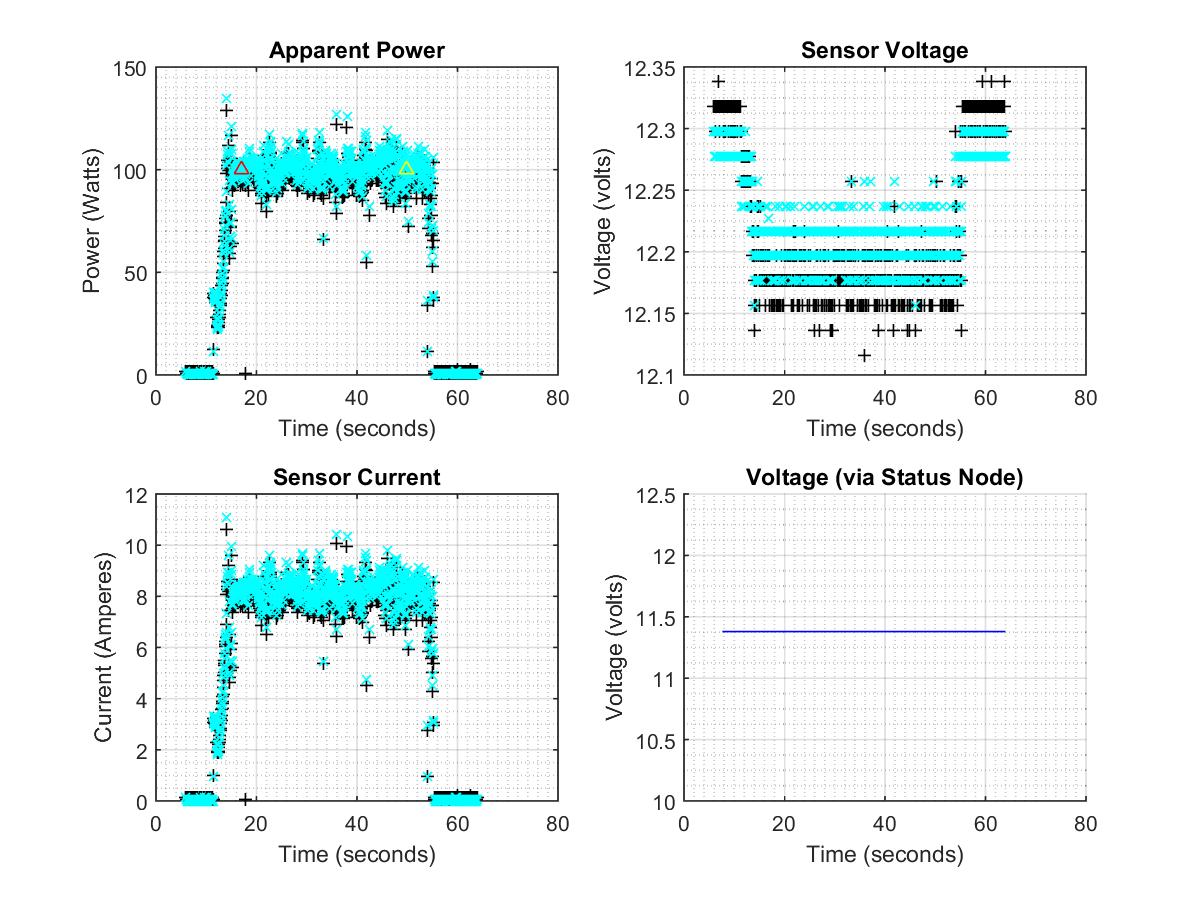 Apparent Power
Power (Watts)
150
100
50
0
0 20 40 60 80
Time (seconds)
Sensor Voltage
Voltage (volts)
12.35
12.3
12.25
12.2
12.15
12.1
0 20 40 60 80
Time (seconds)
Sensor Current
Current (Amperes)
12
10
8
6
4
2
0
0 20 40 60 80
Time (seconds)
Voltage (via Status Node)
Voltage (volts)
12.5
12
11.5
11
10.5
10
0 20 40 60 80
Time (seconds)